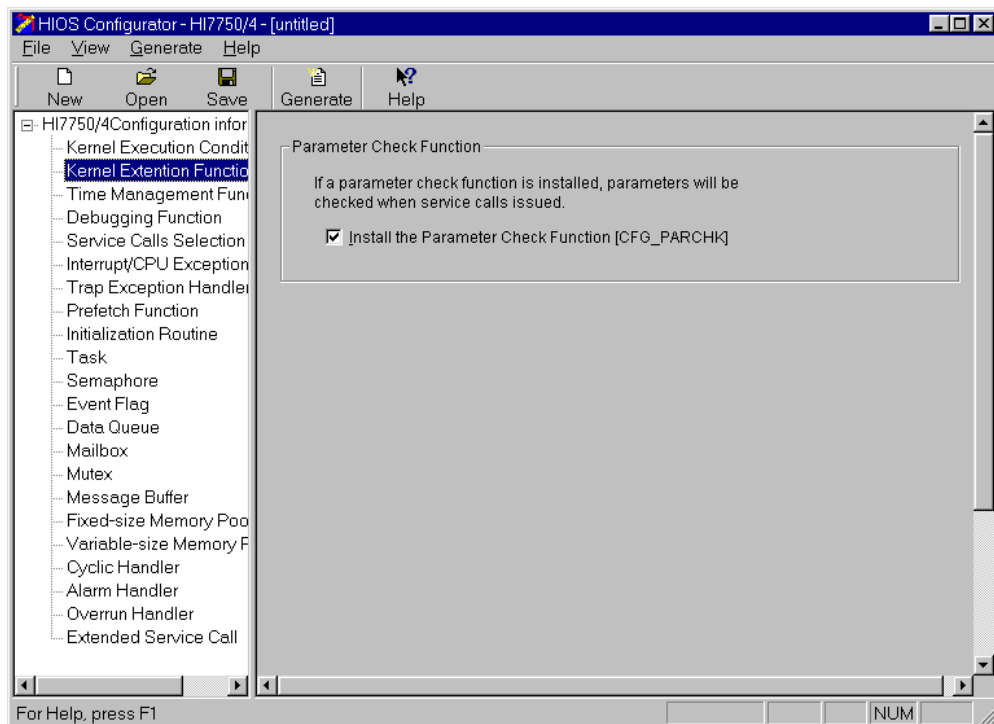 HIOS Configurator - HI7750/4 - [untitled]
File View Generate Help
New Open Save Generate Help
HI7750/4Configuration infor
Kernel Execution Condit
Kernel Extention Functio
Time Management Fun
Debugging Function
Service Calls Selection
Interrupt/CPU Exception
Trap Exception Handler
Prefetch Function
Initialization Routine
Task
Semaphore
Event Flag
Data Queue
Mailbox
Mutex
Message Buffer
Fixed-size Memory Poo
Variable-size Memory P
Cyclic Handler
Alarm Handler
Overrun Handler
Extended Service Call
Parameter Check Function
If a parameter check function is installed, parameters will be
checked when service calls issued.
Install the Parameter Check Function [CFG_PARCHK]
For Help, press F1
NUM